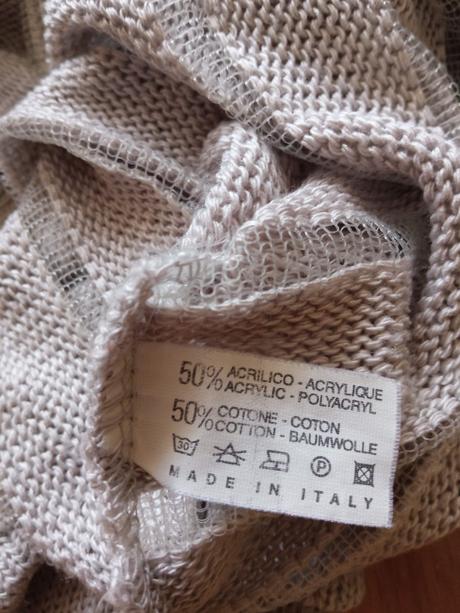 50% ACRILICO - ACRYLIQUE
ACRYLIC - POLYACRYL
50% COTONE - COTON
COTTON - BAUMWOLLE
30 P
MADE IN ITALY